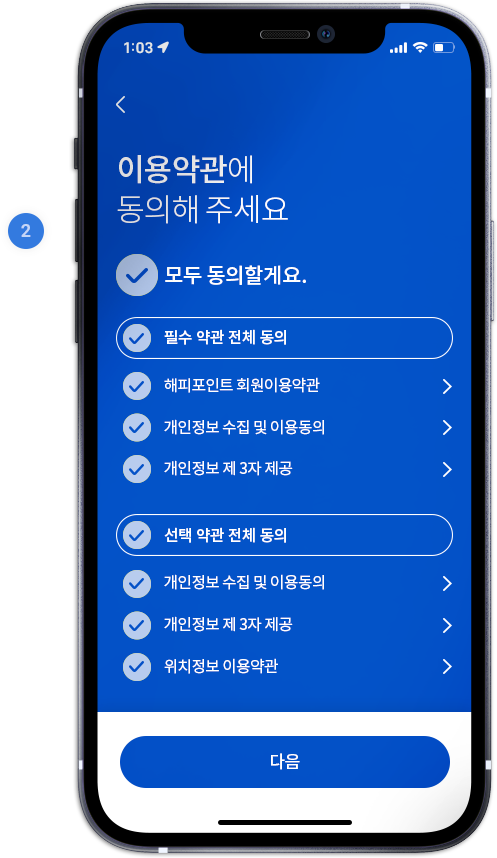 1:03
2
이용약관에
동의해 주세요
모두 동의할게요.
필수 약관 전체 동의
해피포인트 회원이용약관
개인정보 수집 및 이용동의
개인정보 제 3자 제공
선택 약관 전체 동의
개인정보 수집 및 이용동의
개인정보 제 3자 제공
위치정보 이용약관
다음